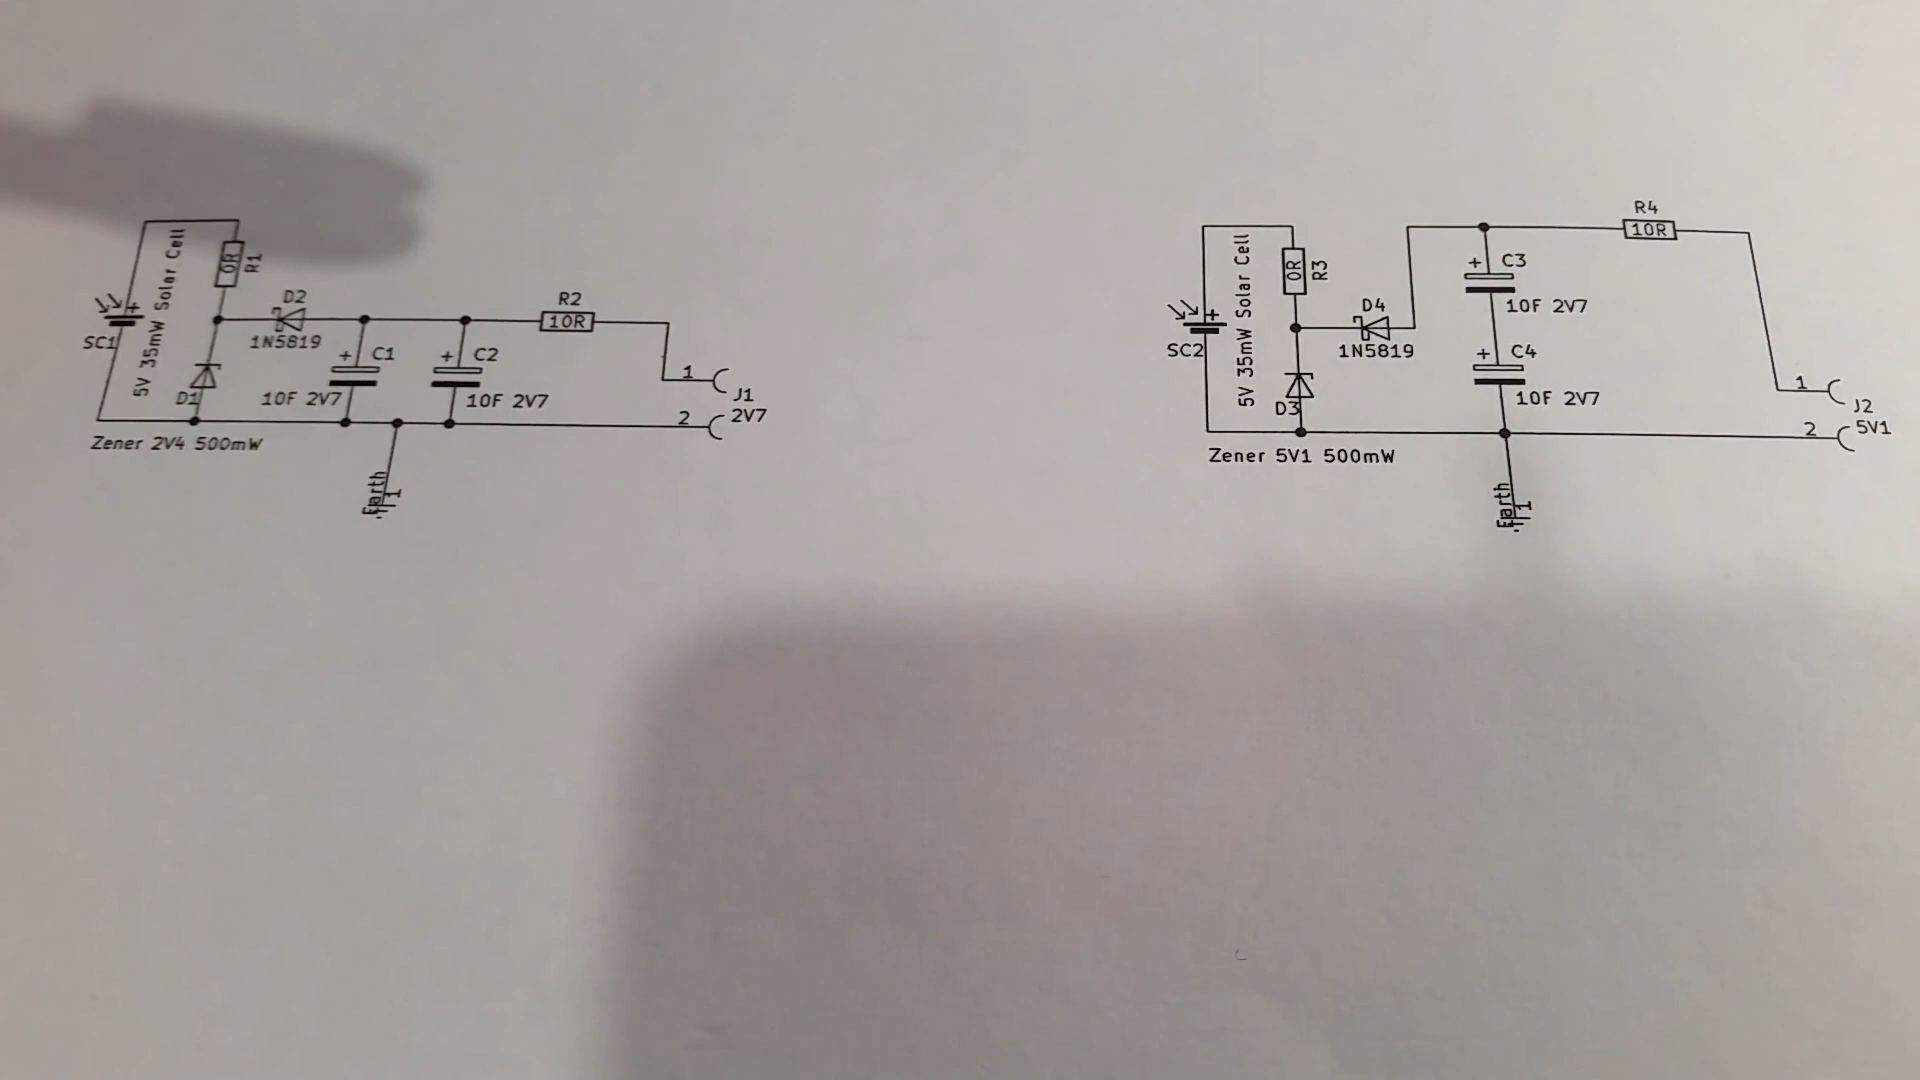 5V 35mW Solar Cell
SC1
+
0R
R1
D2
1N5819
D1
Zener 2V4 500mW
+
C1
10F 2V7
+
C2
10F 2V7
R2
10R
1
J1
2
2V7
Earth
1
5V 35mW Solar Cell
SC2
+
0R
R3
D4
1N5819
D3
Zener 5V1 500mW
+
C3
10F 2V7
+
C4
10F 2V7
R4
10R
1
J2
2
5V1
Earth
1